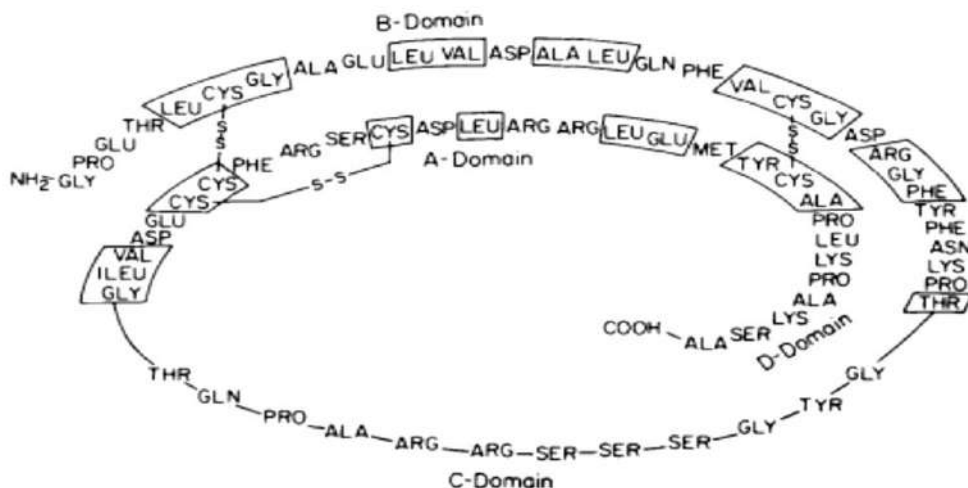 B-Domain
NH2-GLY PRO GLU THR LEU CYS GLY ALA GLU LEU VAL ASP ALA LEU GLN PHE VAL CYS GLY ASP ARG GLY PHE TYR PHE ASN LYS PRO THR
S
S
S
S
GLY ILEU VAL ASP GLU CYS CYS PHE ARG SER CYS ASP LEU ARG ARG LEU GLU MET TYR CYS ALA
S-S
A-Domain
PRO LEU LYS PRO ALA LYS SER ALA COOH
D-Domain
THR GLN PRO ALA ARG ARG SER SER SER GLY TYR GLY
C-Domain